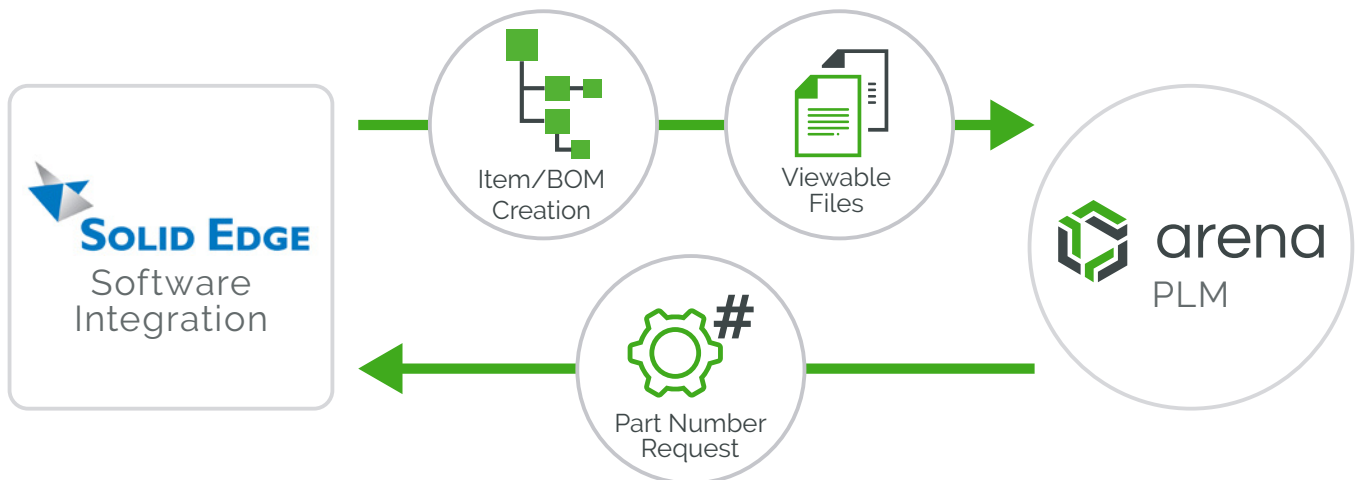 SOLID EDGE
Software
Integration
Item/BOM
Creation
Viewable
Files
arena
PLM
#
Part Number
Request